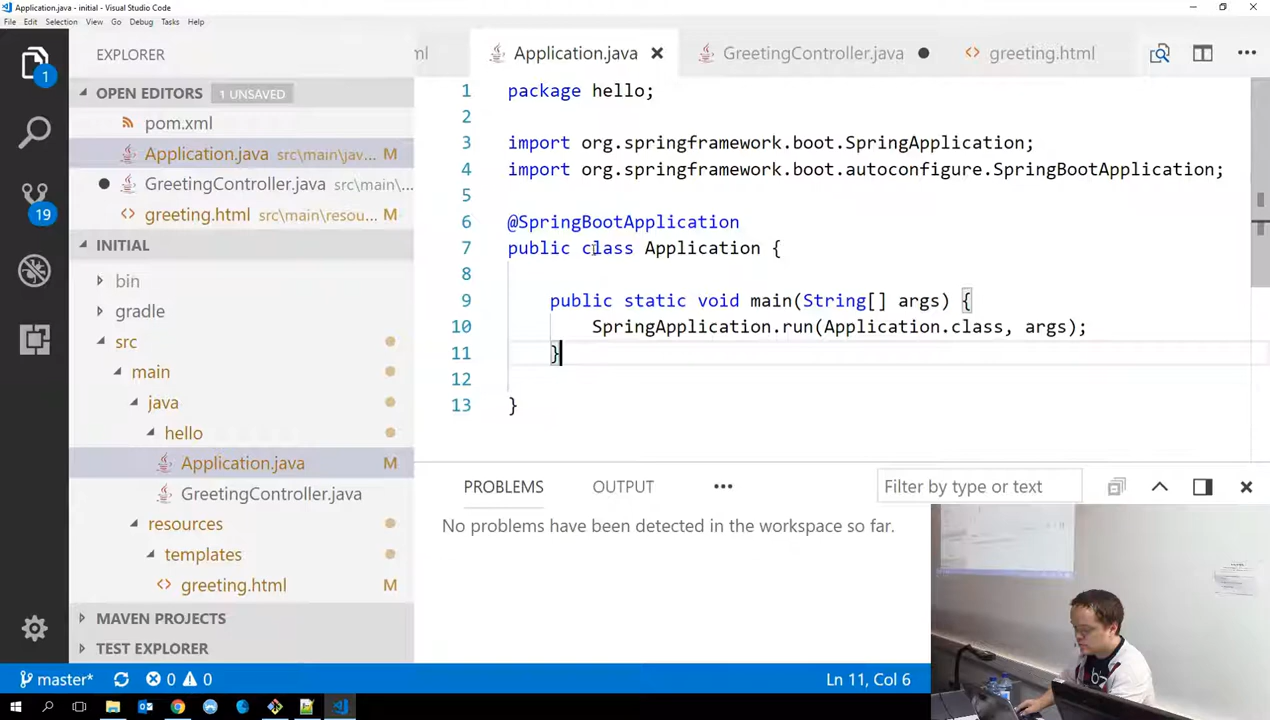 Application.java - initial - Visual Studio Code
File Edit Selection View Go Debug Tasks Help
EXPLORER
OPEN EDITORS 1 UNSAVED
pom.xml
Application.java src\main\jav... M
GreetingController.java src\main\...
greeting.html src\main\resou... M
INITIAL
bin
gradle
src
main
java
hello
Application.java M
GreetingController.java
resources
templates
greeting.html M
MAVEN PROJECTS
TEST EXPLORER
1
19
ml Application.java GreetingController.java greeting.html
1 package hello;
2
3 import org.springframework.boot.SpringApplication;
4 import org.springframework.boot.autoconfigure.SpringBootApplication;
5
6 @SpringBootApplication
7 public class Application {
8
9 public static void main(String[] args) {
10 SpringApplication.run(Application.class, args);
11 }
12
13 }
PROBLEMS OUTPUT ••• Filter by type or text
No problems have been detected in the workspace so far.
master* 0 0 Ln 11, Col 6